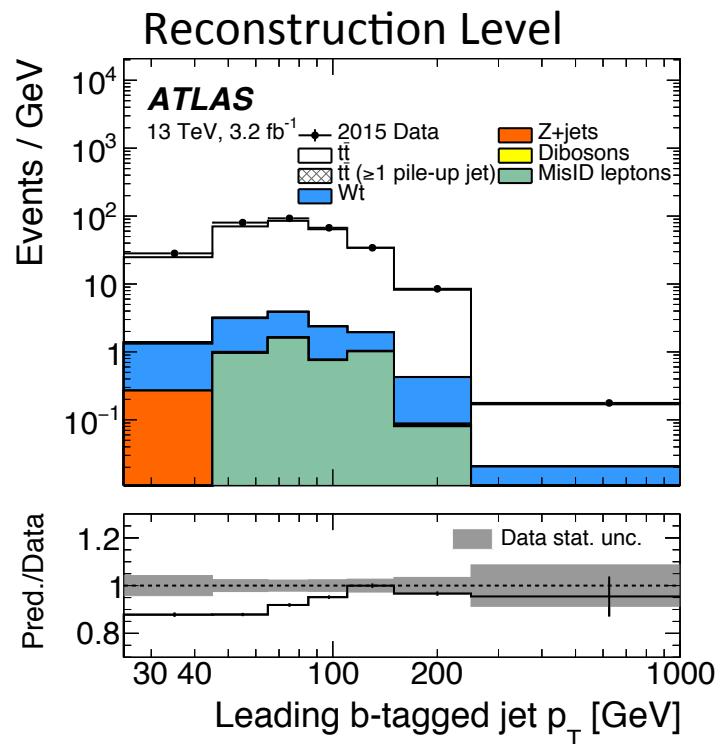 Reconstruction Level
Events / GeV
10⁴
10³
10²
10
1
10⁻¹
ATLAS
13 TeV, 3.2 fb⁻¹
2015 Data
tt̄
tt̄ (≥1 pile-up jet)
Wt
Z+jets
Dibosons
MisID leptons
Pred./Data
1.2
1
0.8
Data stat. unc.
30 40 100 200 1000
Leading b-tagged jet p_T [GeV]